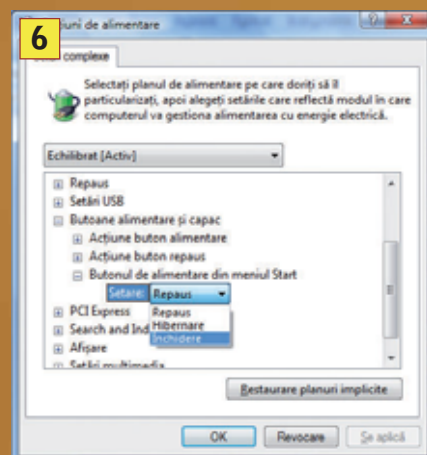 6
țiuni de alimentare
complexe
Selectați planul de alimentare pe care doriți să îl
particularizați, apoi alegeți setările care reflectă modul în care
computerul va gestiona alimentarea cu energie electrică.
Echilibrat [Activ]
Repaus
Setări USB
Butoane alimentare și capac
Acțiune buton alimentare
Acțiune buton repaus
Butonul de alimentare din meniul Start
Setare: Repaus
PCI Express
Repaus
Search and Ind
Hibernare
Închidere
Afișare
Setări multimedia
Restaurare planuri implicite
OK Revocare Se aplică